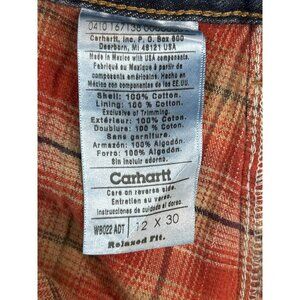 Carhartt, Inc. P.O. Box 600
Dearborn, Mi 48121 USA
Made in Mexico with USA components.
Fabriqué au Mexique à partir de
composants américains. Hecho en
México con componentes de los EE.UU.
Shell: 100% Cotton.
Lining: 100% Cotton.
Exclusive of Trimming.
Extérieur: 100% Coton.
Doublure: 100% Coton.
Sans garniture.
Armazón: 100% Algodón.
Forro: 100% Algodón.
Sin incluir adorno.
Carhartt
Care on reverse side.
Entretien au verso.
Instrucciones de cuidado al dorso.
WB022 ADT
2 X 30
Relaxed Fit.